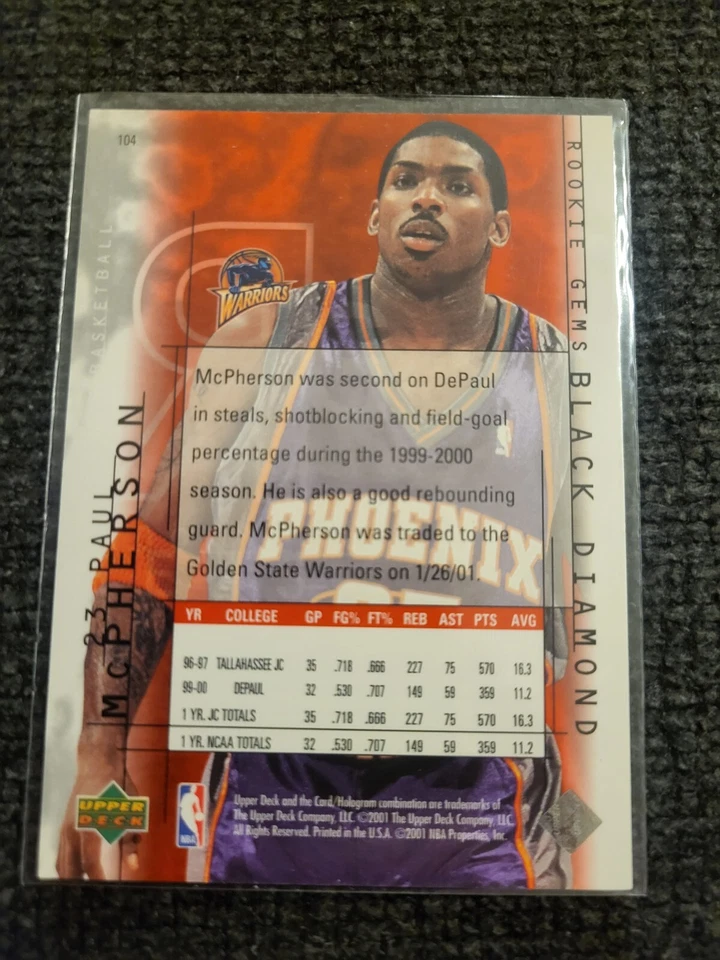 104
BASKETBALL
WARRIORS
ROOKIE GEMS BLACK DIAMOND
23 PAUL
MCPHERSON
McPherson was second on DePaul
in steals, shotblocking and field-goal
percentage during the 1999-2000
season. He is also a good rebounding
guard. McPherson was traded to the
Golden State Warriors on 1/26/01.
PHOENIX
YR COLLEGE GP FG% FT% REB AST PTS AVG
96-97 TALLAHASSEE JC 35 .718 .666 227 75 570 16.3
99-00 DEPAUL 32 .530 .707 149 59 359 11.2
1 YR. JC TOTALS 35 .718 .666 227 75 570 16.3
1 YR. NCAA TOTALS 32 .530 .707 149 59 359 11.2
UPPER
DECK
NBA
Upper Deck and the Card/Hologram combination are trademarks of
The Upper Deck Company, LLC. ©2001 The Upper Deck Company, LLC.
All Rights Reserved. Printed in the U.S.A. ©2001 NBA Properties, Inc.